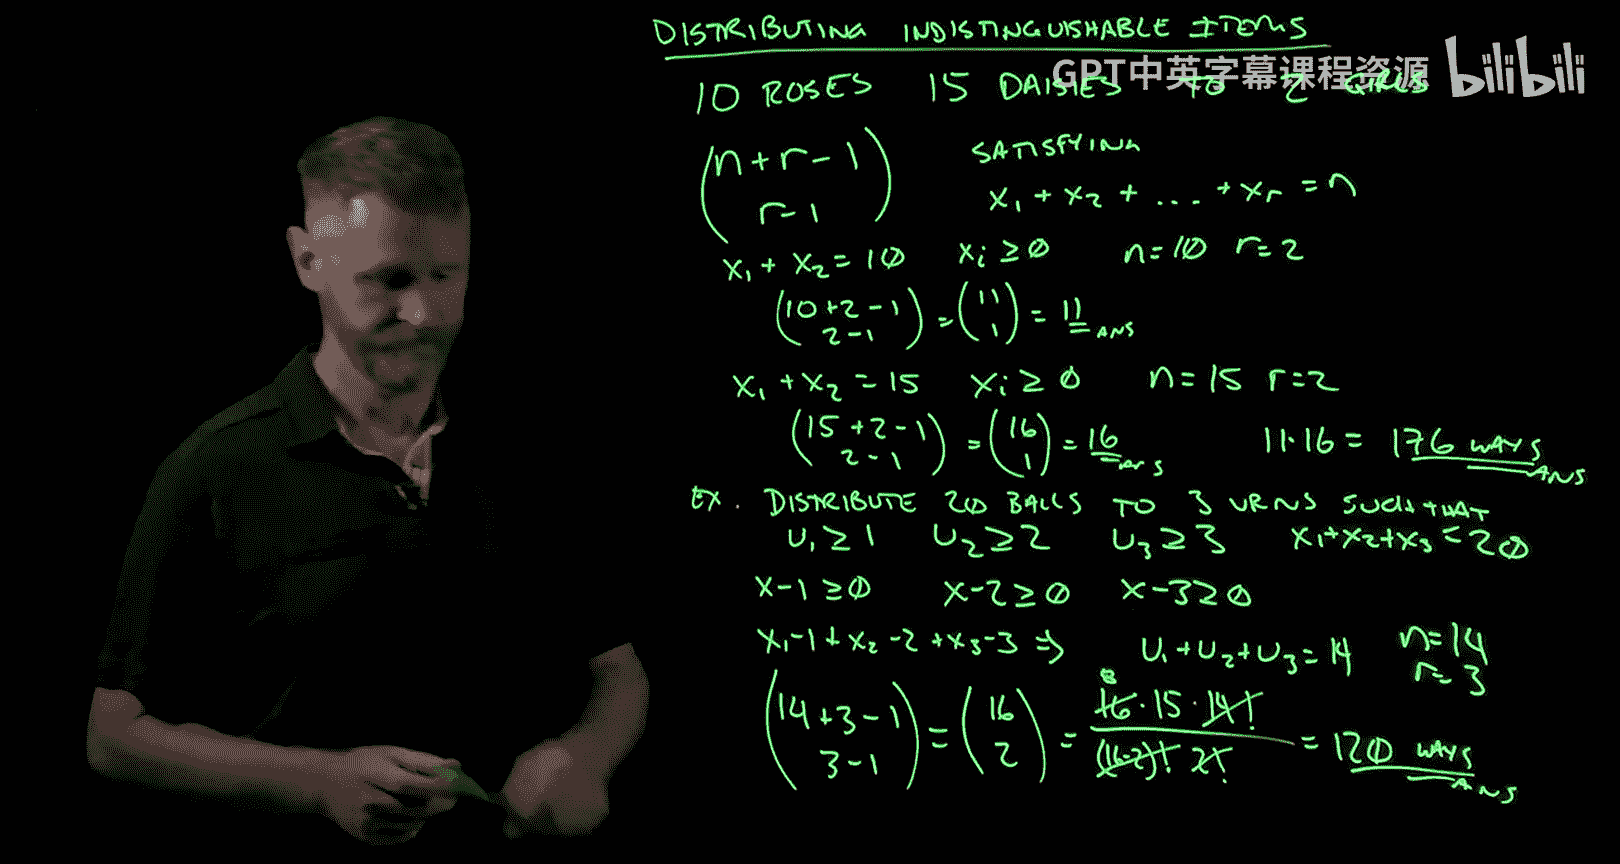 DISTRIBUTING INDISTINGUISHABLE ITEMS
GPT中英字幕课程资源 bilibili
10 ROSES 15 DAISIES TO 2 GIRLS
(n+r-1 r-1) SATISFYING
x₁ + x₂ + ... + xᵣ = n
x₁ + x₂ = 10 xᵢ ≥ 0 n=10 r=2
(10+2-1 2-1) = (11 1) = 11 ANS
x₁ + x₂ = 15 xᵢ ≥ 0 n=15 r=2
(15+2-1 2-1) = (16 1) = 16 ANS 11·16 = 176 WAYS ANS
EX. DISTRIBUTE 20 BALLS TO 3 URNS SUCH THAT
U₁ ≥ 1 U₂ ≥ 2 U₃ ≥ 3 x₁+x₂+x₃ = 20
x-1 ≥ 0 x-2 ≥ 0 x-3 ≥ 0
x₁-1 + x₂-2 + x₃-3 ⇒ U₁+U₂+U₃ = 14 n=14
r=3
(14+3-1 3-1) = (16 2) = 8 16·15·14! (16-2)! 2! = 120 WAYS ANS